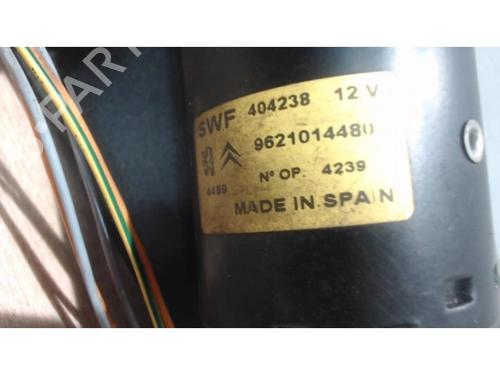 SWF 404238 12 V
9621014480
4489 Nº OP. 4239
MADE IN SPAIN